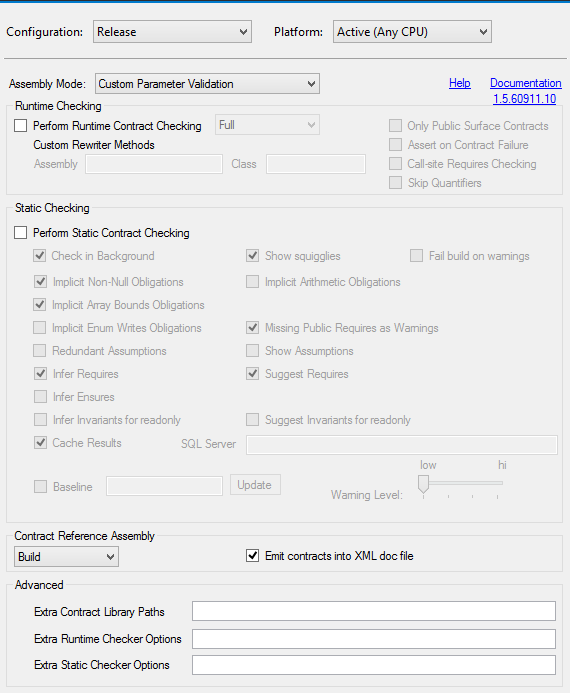 Configuration: Release Platform: Active (Any CPU)
Assembly Mode: Custom Parameter Validation Help Documentation
1.5.60911.10
Runtime Checking
Perform Runtime Contract Checking Full Only Public Surface Contracts
Custom Rewriter Methods Assert on Contract Failure
Assembly Class Call-site Requires Checking
Skip Quantifiers
Static Checking
Perform Static Contract Checking
Check in Background Show squigglies Fail build on warnings
Implicit Non-Null Obligations Implicit Arithmetic Obligations
Implicit Array Bounds Obligations
Implicit Enum Writes Obligations Missing Public Requires as Warnings
Redundant Assumptions Show Assumptions
Infer Requires Suggest Requires
Infer Ensures
Infer Invariants for readonly Suggest Invariants for readonly
Cache Results SQL Server
low hi
Baseline Update
Warning Level:
Contract Reference Assembly
Build Emit contracts into XML doc file
Advanced
Extra Contract Library Paths
Extra Runtime Checker Options
Extra Static Checker Options